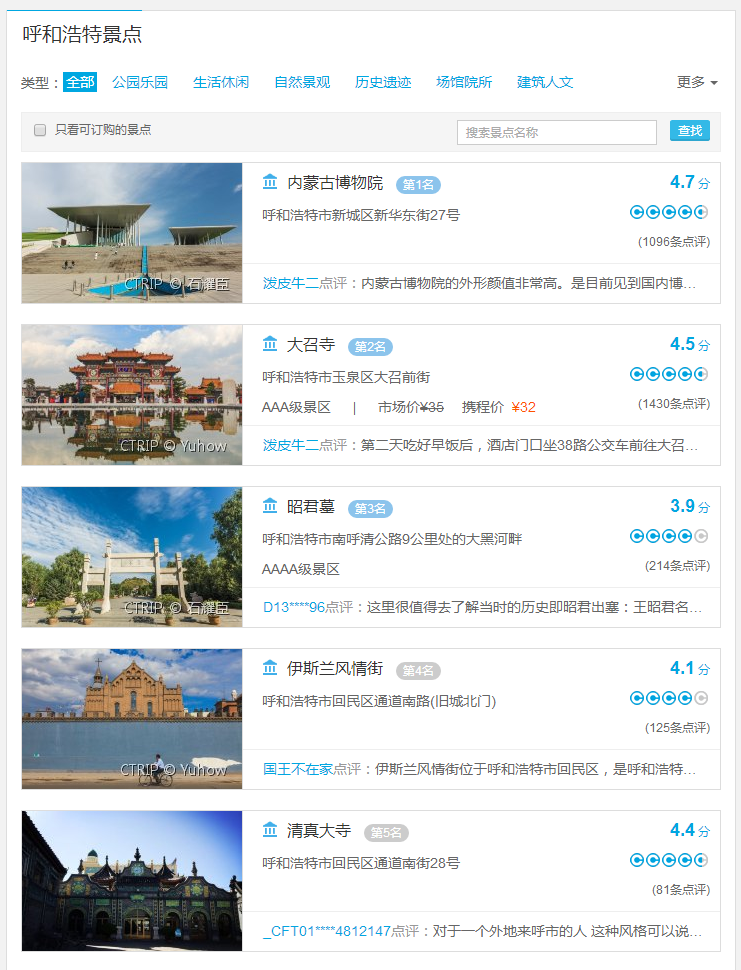 呼和浩特景点
类型： 全部 公园乐园 生活休闲 自然景观 历史遗迹 场馆院所 建筑人文 更多
只看可订购的景点 搜索景点名称 查找
内蒙古博物院 第1名 4.7 分
呼和浩特市新城区新华东街27号
(1096条点评)
CTRIP © 石耀臣
泼皮牛二点评：内蒙古博物院的外形颜值非常高。是目前见到国内博…
大召寺 第2名 4.5 分
呼和浩特市玉泉区大召前街
AAA级景区 | 市场价¥35 携程价 ¥32 (1430条点评)
CTRIP © Yuhow
泼皮牛二点评：第二天吃好早饭后，酒店门口坐38路公交车前往大召…
昭君墓 第3名 3.9 分
呼和浩特市南呼清公路9公里处的大黑河畔
AAAA级景区 (214条点评)
CTRIP © 石耀臣
D13****96点评：这里很值得去了解当时的历史即昭君出塞：王昭君名…
伊斯兰风情街 第4名 4.1 分
呼和浩特市回民区通道南路(旧城北门)
(125条点评)
CTRIP © Yuhow
国王不在家点评：伊斯兰风情街位于呼和浩特市回民区，是呼和浩特…
清真大寺 第5名 4.4 分
呼和浩特市回民区通道南街28号
(81条点评)
_CFT01****4812147点评：对于一个外地来呼市的人 这种风格可以说…